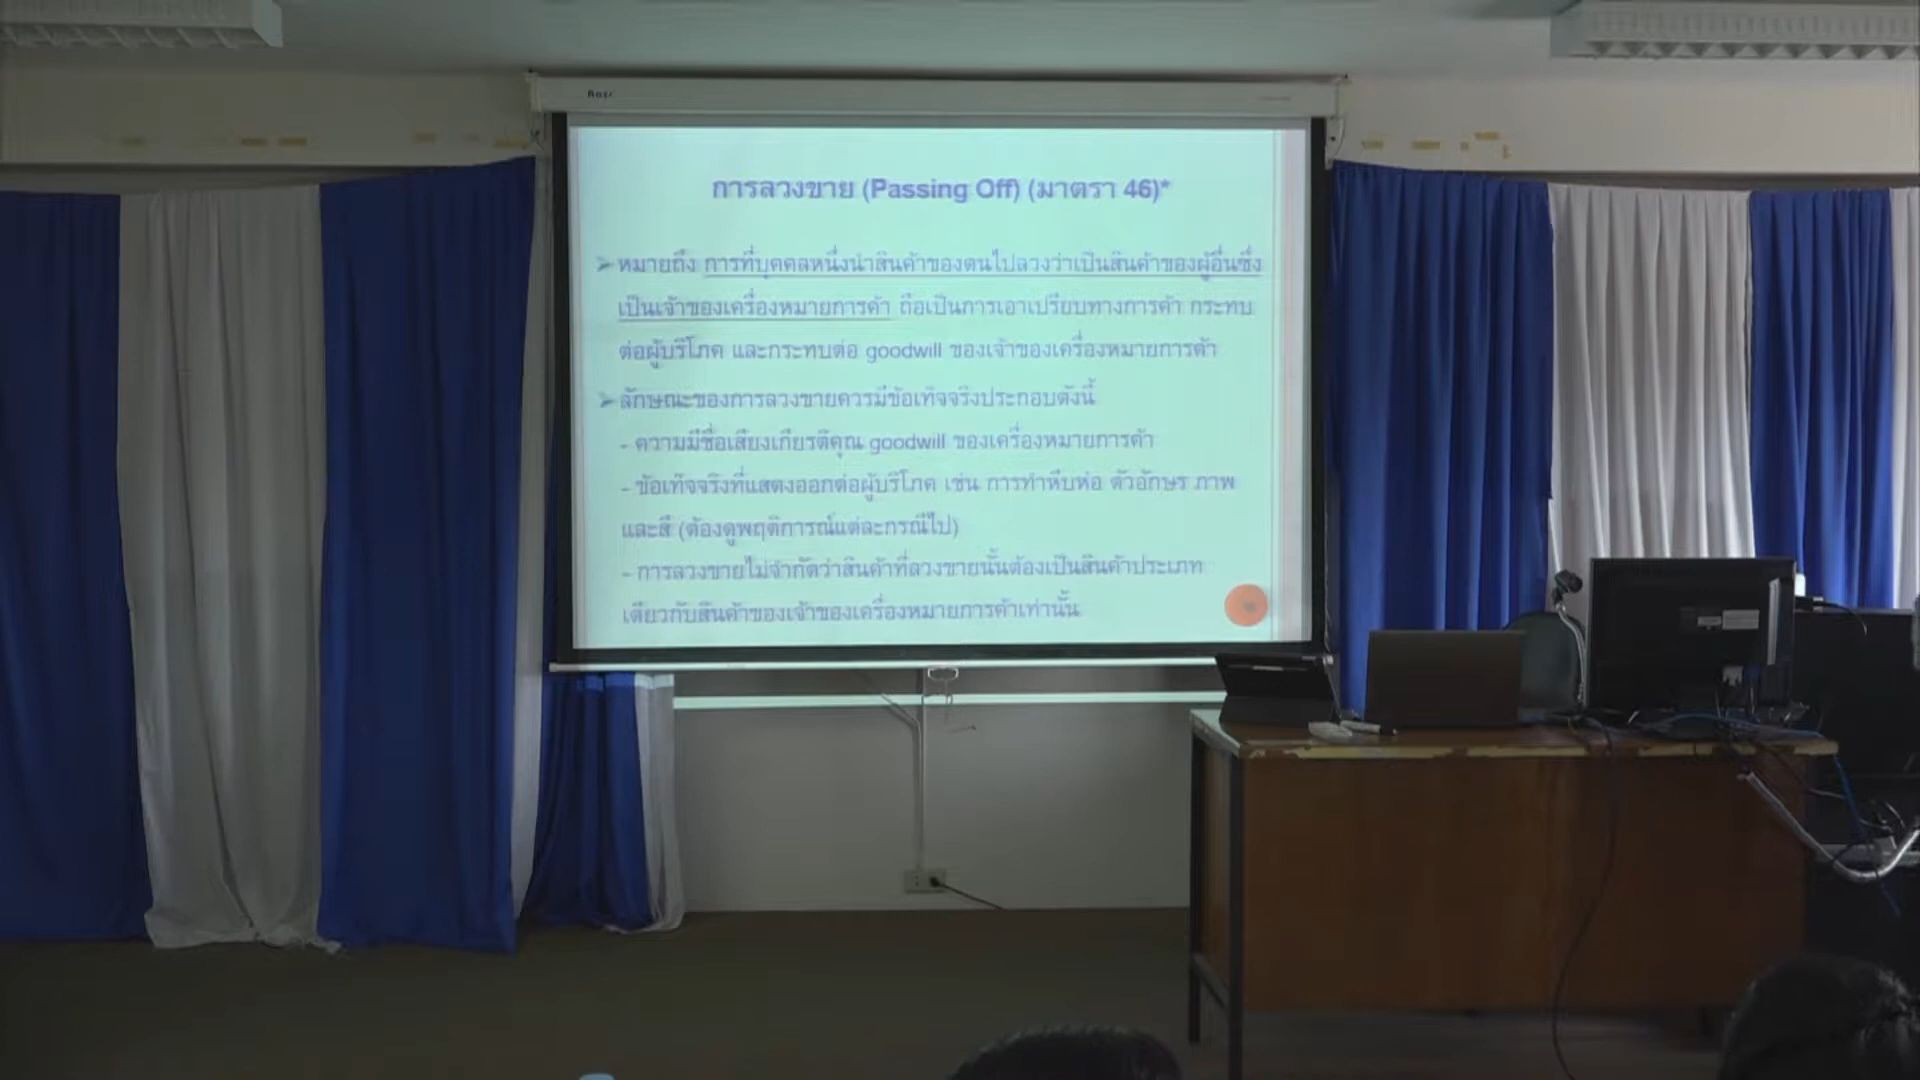 การลวงขาย (Passing Off) (มาตรา 46)*
➢ หมายถึง การที่บุคคลหนึ่งนำสินค้าของตนไปลวงว่าเป็นสินค้าของผู้อื่นซึ่ง
เป็นเจ้าของเครื่องหมายการค้า ถือเป็นการเอาเปรียบทางการค้า กระทบ
ต่อผู้บริโภค และกระทบต่อ goodwill ของเจ้าของเครื่องหมายการค้า
➢ ลักษณะของการลวงขายควรมีข้อเท็จจริงประกอบดังนี้
- ความมีชื่อเสียงเกียรติคุณ goodwill ของเครื่องหมายการค้า
- ข้อเท็จจริงที่แสดงออกต่อผู้บริโภค เช่น การทำหีบห่อ ตัวอักษร ภาพ
และสี (ต้องดูพฤติการณ์แต่ละกรณีไป)
- การลวงขายไม่จำกัดว่าสินค้าที่ลวงขายนั้นต้องเป็นสินค้าประเภท
เดียวกับสินค้าของเจ้าของเครื่องหมายการค้าเท่านั้น